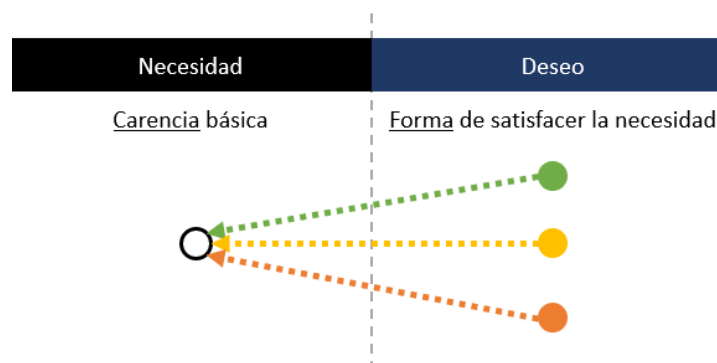 Necesidad
Deseo
Carencia básica
Forma de satisfacer la necesidad